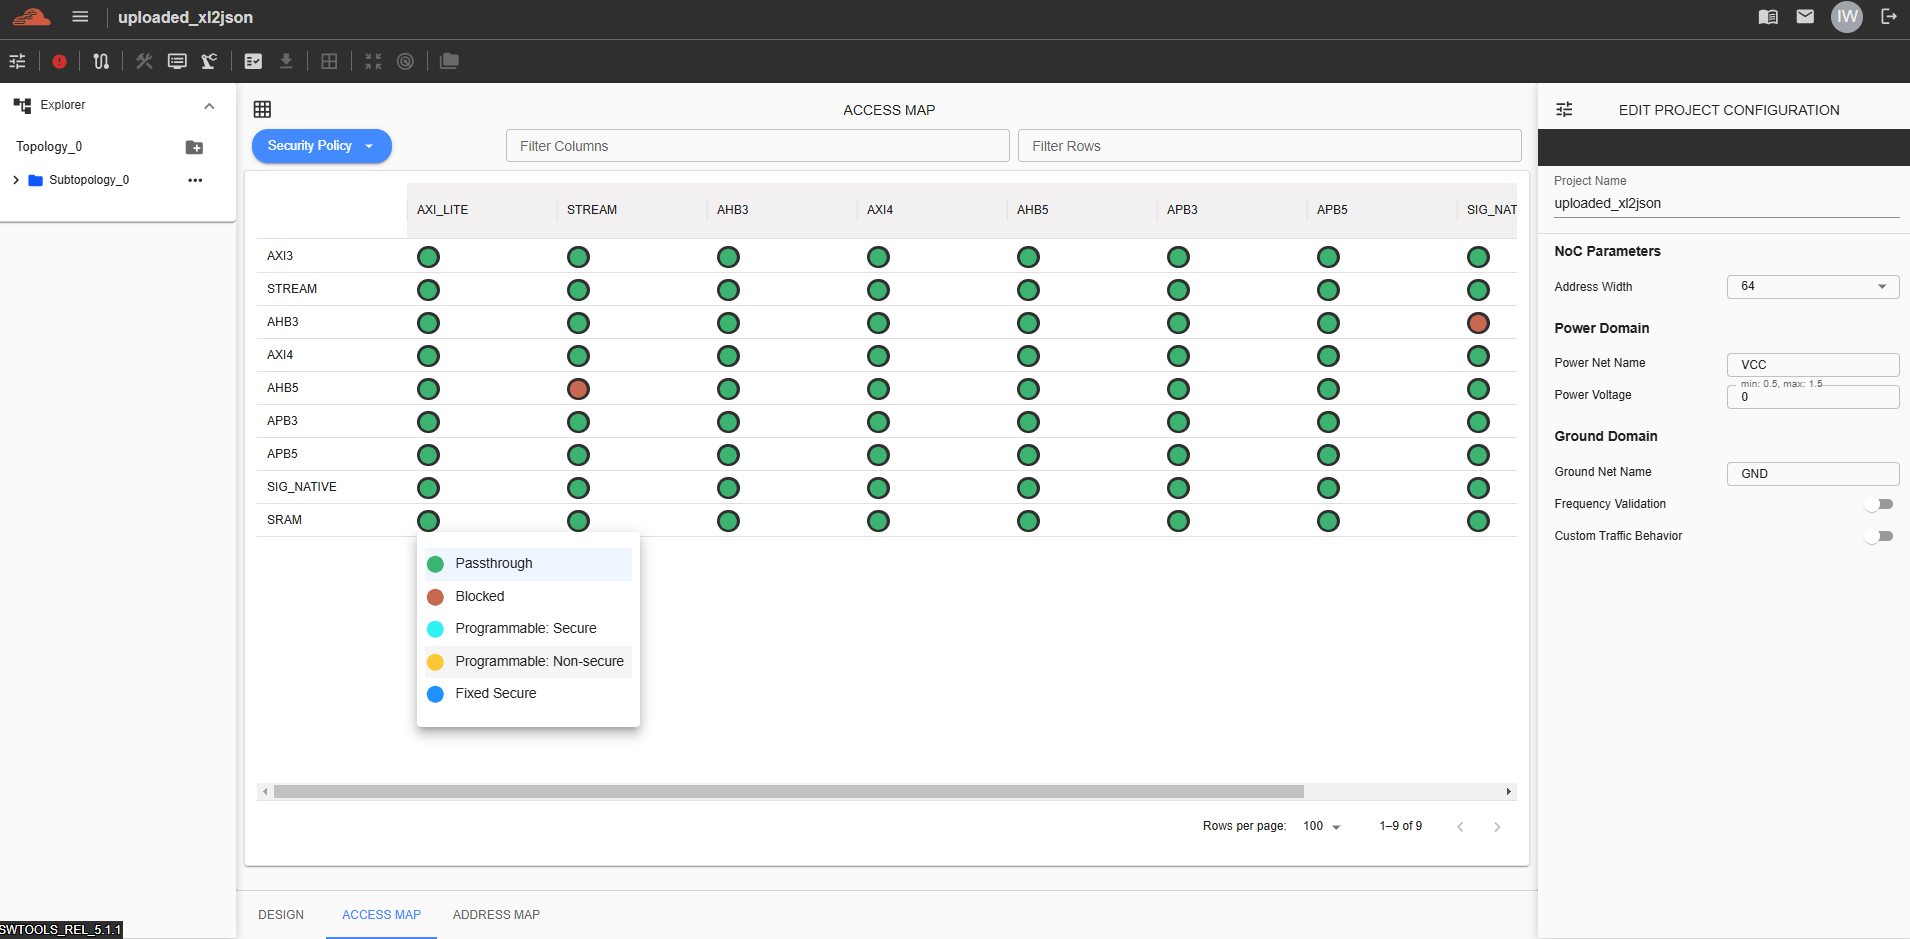 uploaded_xl2json
IW
Explorer
Topology_0
Subtopology_0
ACCESS MAP
Security Policy
Filter Columns
Filter Rows
AXI_LITE STREAM AHB3 AXI4 AHB5 APB3 APB5 SIG_NAT
AXI3
STREAM
AHB3
AXI4
AHB5
APB3
APB5
SIG_NATIVE
SRAM
Passthrough
Blocked
Programmable: Secure
Programmable: Non-secure
Fixed Secure
Rows per page: 100 1–9 of 9
DESIGN ACCESS MAP ADDRESS MAP
SWTOOLS_REL_5.1.1
EDIT PROJECT CONFIGURATION
Project Name
uploaded_xl2json
NoC Parameters
Address Width 64
Power Domain
Power Net Name VCC
min: 0.5, max: 1.5
Power Voltage 0
Ground Domain
Ground Net Name GND
Frequency Validation
Custom Traffic Behavior